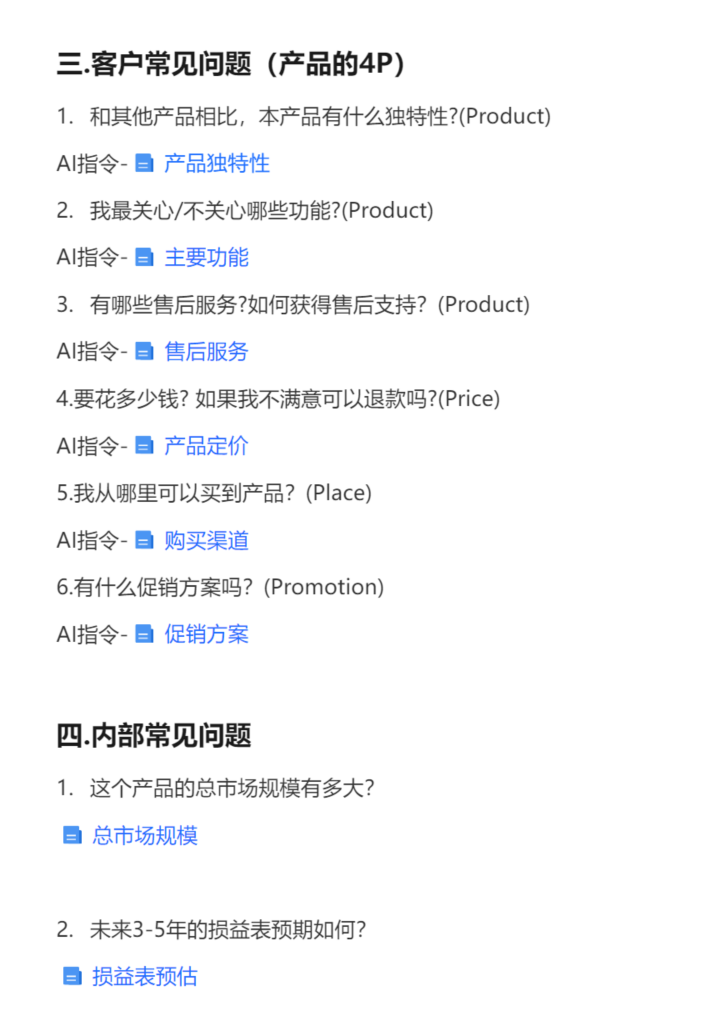 三.客户常见问题（产品的4P）
1. 和其他产品相比，本产品有什么独特性?(Product)
AI指令- 产品独特性
2. 我最关心/不关心哪些功能?(Product)
AI指令- 主要功能
3. 有哪些售后服务?如何获得售后支持？(Product)
AI指令- 售后服务
4.要花多少钱? 如果我不满意可以退款吗?(Price)
AI指令- 产品定价
5.我从哪里可以买到产品？(Place)
AI指令- 购买渠道
6.有什么促销方案吗？(Promotion)
AI指令- 促销方案
四.内部常见问题
1. 这个产品的总市场规模有多大?
总市场规模
2. 未来3-5年的损益表预期如何?
损益表预估